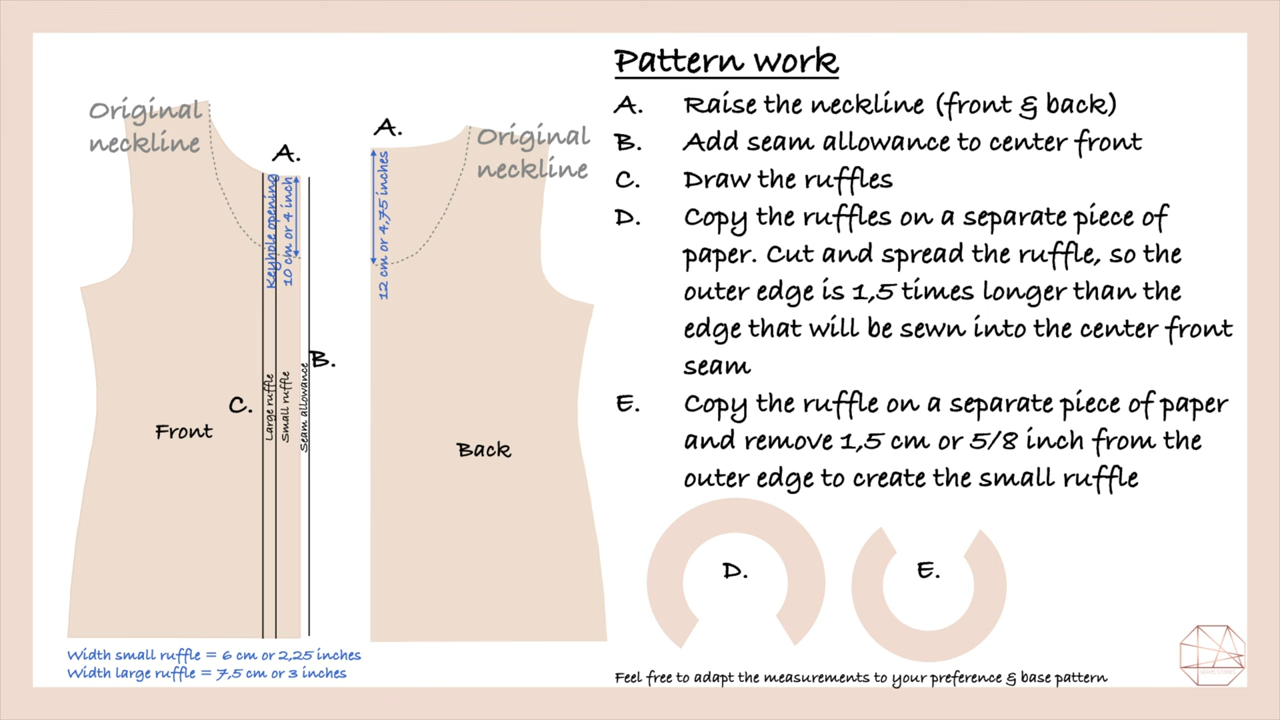 Pattern work
A. Raise the neckline (front & back)
B. Add seam allowance to center front
C. Draw the ruffles
D. Copy the ruffles on a separate piece of
paper. Cut and spread the ruffle, so the
outer edge is 1,5 times longer than the
edge that will be sewn into the center front
seam
E. Copy the ruffle on a separate piece of paper
and remove 1,5 cm or 5/8 inch from the
outer edge to create the small ruffle
Original
neckline
A.
Keyhole opening
10 cm or 4 inch
B.
C.
Large ruffle
Small ruffle
Seam allowance
Front
A.
Original
neckline
12 cm or 4,75 inches
Back
D.
E.
Width small ruffle = 6 cm or 2,25 inches
Width large ruffle = 7,5 cm or 3 inches
Feel free to adapt the measurements to your preference & base pattern